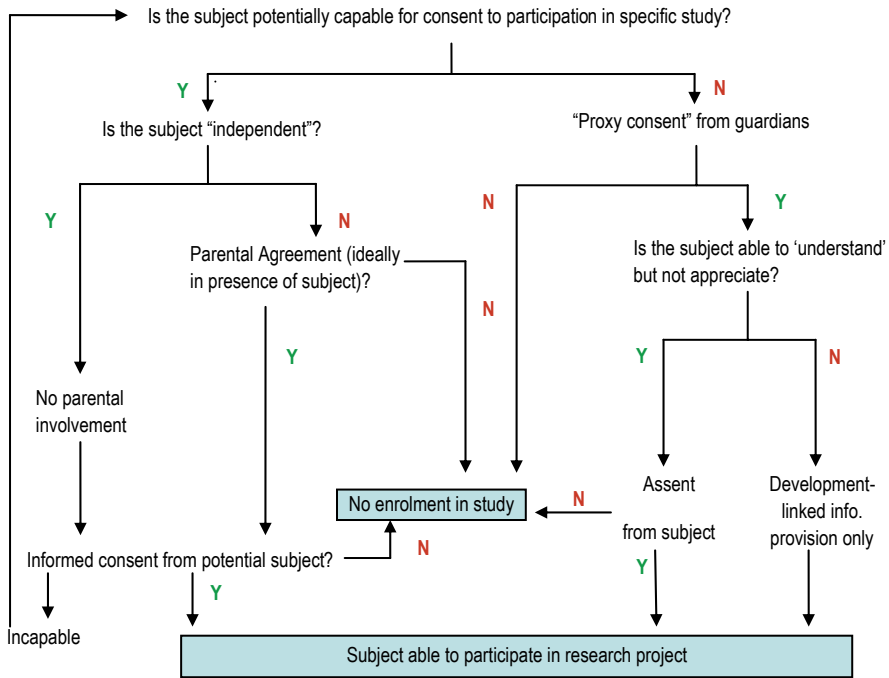 Is the subject potentially capable for consent to participation in specific study?
Y
N
Is the subject “independent”?
“Proxy consent” from guardians
Y
N
N
Y
Parental Agreement (ideally
in presence of subject)?
Is the subject able to ‘understand’
but not appreciate?
N
Y
Y
N
No parental
involvement
Assent
from subject
Development-
linked info.
provision only
No enrolment in study
N
Informed consent from potential subject?
N
Y
Y
Incapable
Subject able to participate in research project